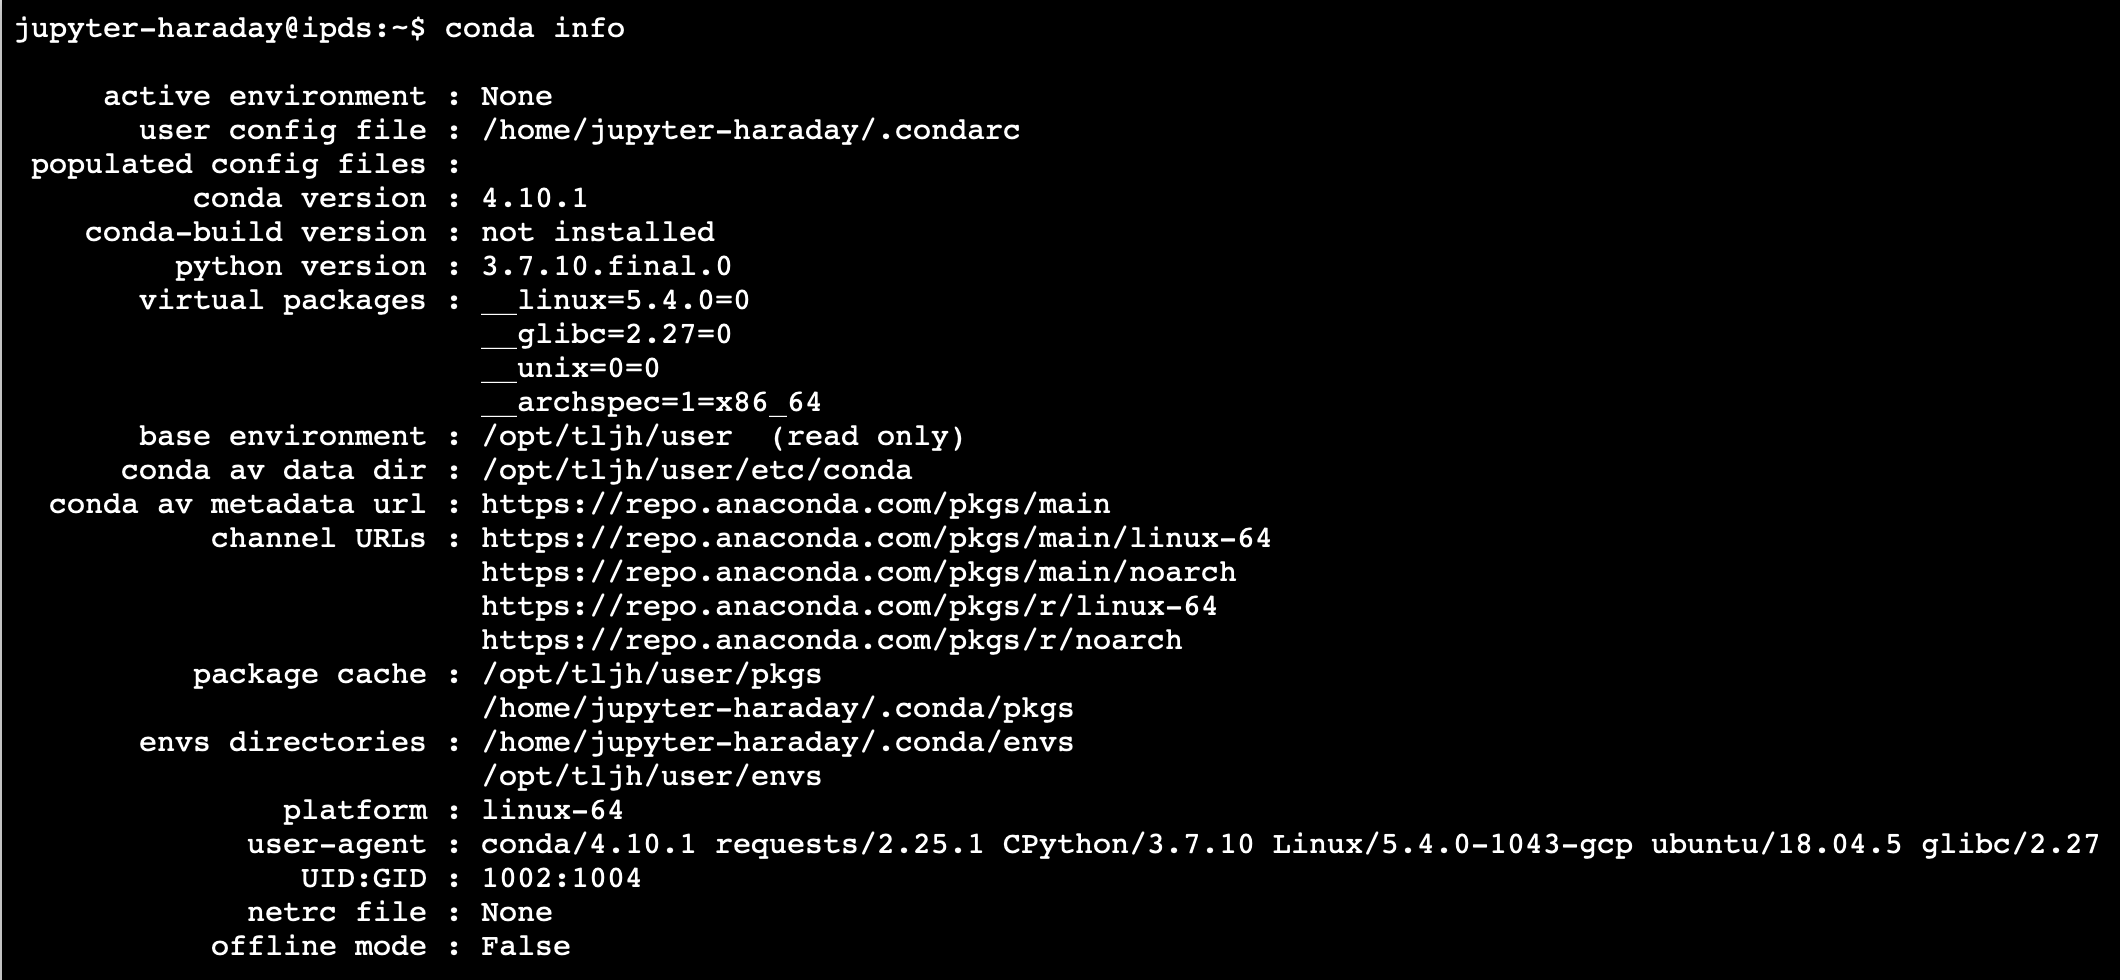 jupyter-haraday@ipds:~$ conda info
active environment : None
user config file : /home/jupyter-haraday/.condarc
populated config files :
conda version : 4.10.1
conda-build version : not installed
python version : 3.7.10.final.0
virtual packages : __linux=5.4.0=0
__glibc=2.27=0
__unix=0=0
__archspec=1=x86_64
base environment : /opt/tljh/user  (read only)
conda av data dir : /opt/tljh/user/etc/conda
conda av metadata url : https://repo.anaconda.com/pkgs/main
channel URLs : https://repo.anaconda.com/pkgs/main/linux-64
https://repo.anaconda.com/pkgs/main/noarch
https://repo.anaconda.com/pkgs/r/linux-64
https://repo.anaconda.com/pkgs/r/noarch
package cache : /opt/tljh/user/pkgs
/home/jupyter-haraday/.conda/pkgs
envs directories : /home/jupyter-haraday/.conda/envs
/opt/tljh/user/envs
platform : linux-64
user-agent : conda/4.10.1 requests/2.25.1 CPython/3.7.10 Linux/5.4.0-1043-gcp ubuntu/18.04.5 glibc/2.27
UID:GID : 1002:1004
netrc file : None
offline mode : False